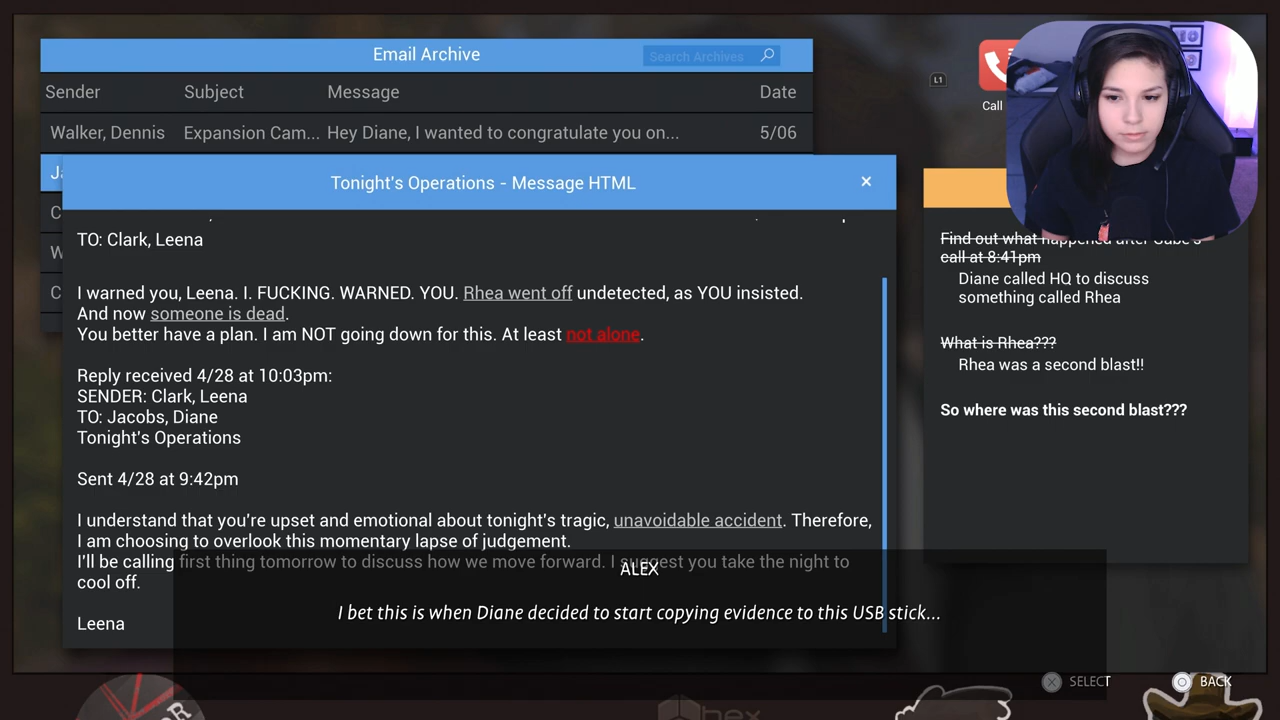 Email Archive
Search Archives
Sender Subject Message Date
Walker, Dennis Expansion Cam... Hey Diane, I wanted to congratulate you on... 5/06
L1
Call
Tonight's Operations - Message HTML
TO: Clark, Leena
I warned you, Leena. I. FUCKING. WARNED. YOU. Rhea went off undetected, as YOU insisted.
And now someone is dead.
You better have a plan. I am NOT going down for this. At least not alone.
Reply received 4/28 at 10:03pm:
SENDER: Clark, Leena
TO: Jacobs, Diane
Tonight's Operations
Sent 4/28 at 9:42pm
I understand that you're upset and emotional about tonight's tragic, unavoidable accident. Therefore,
I am choosing to overlook this momentary lapse of judgement.
I'll be calling first thing tomorrow to discuss how we move forward. I suggest you take the night to
cool off.
Leena
Find out what happened after Gabe's
call at 8:41pm
Diane called HQ to discuss
something called Rhea
What is Rhea???
Rhea was a second blast!!
So where was this second blast???
ALEX
I bet this is when Diane decided to start copying evidence to this USB stick...
SELECT BACK
hex